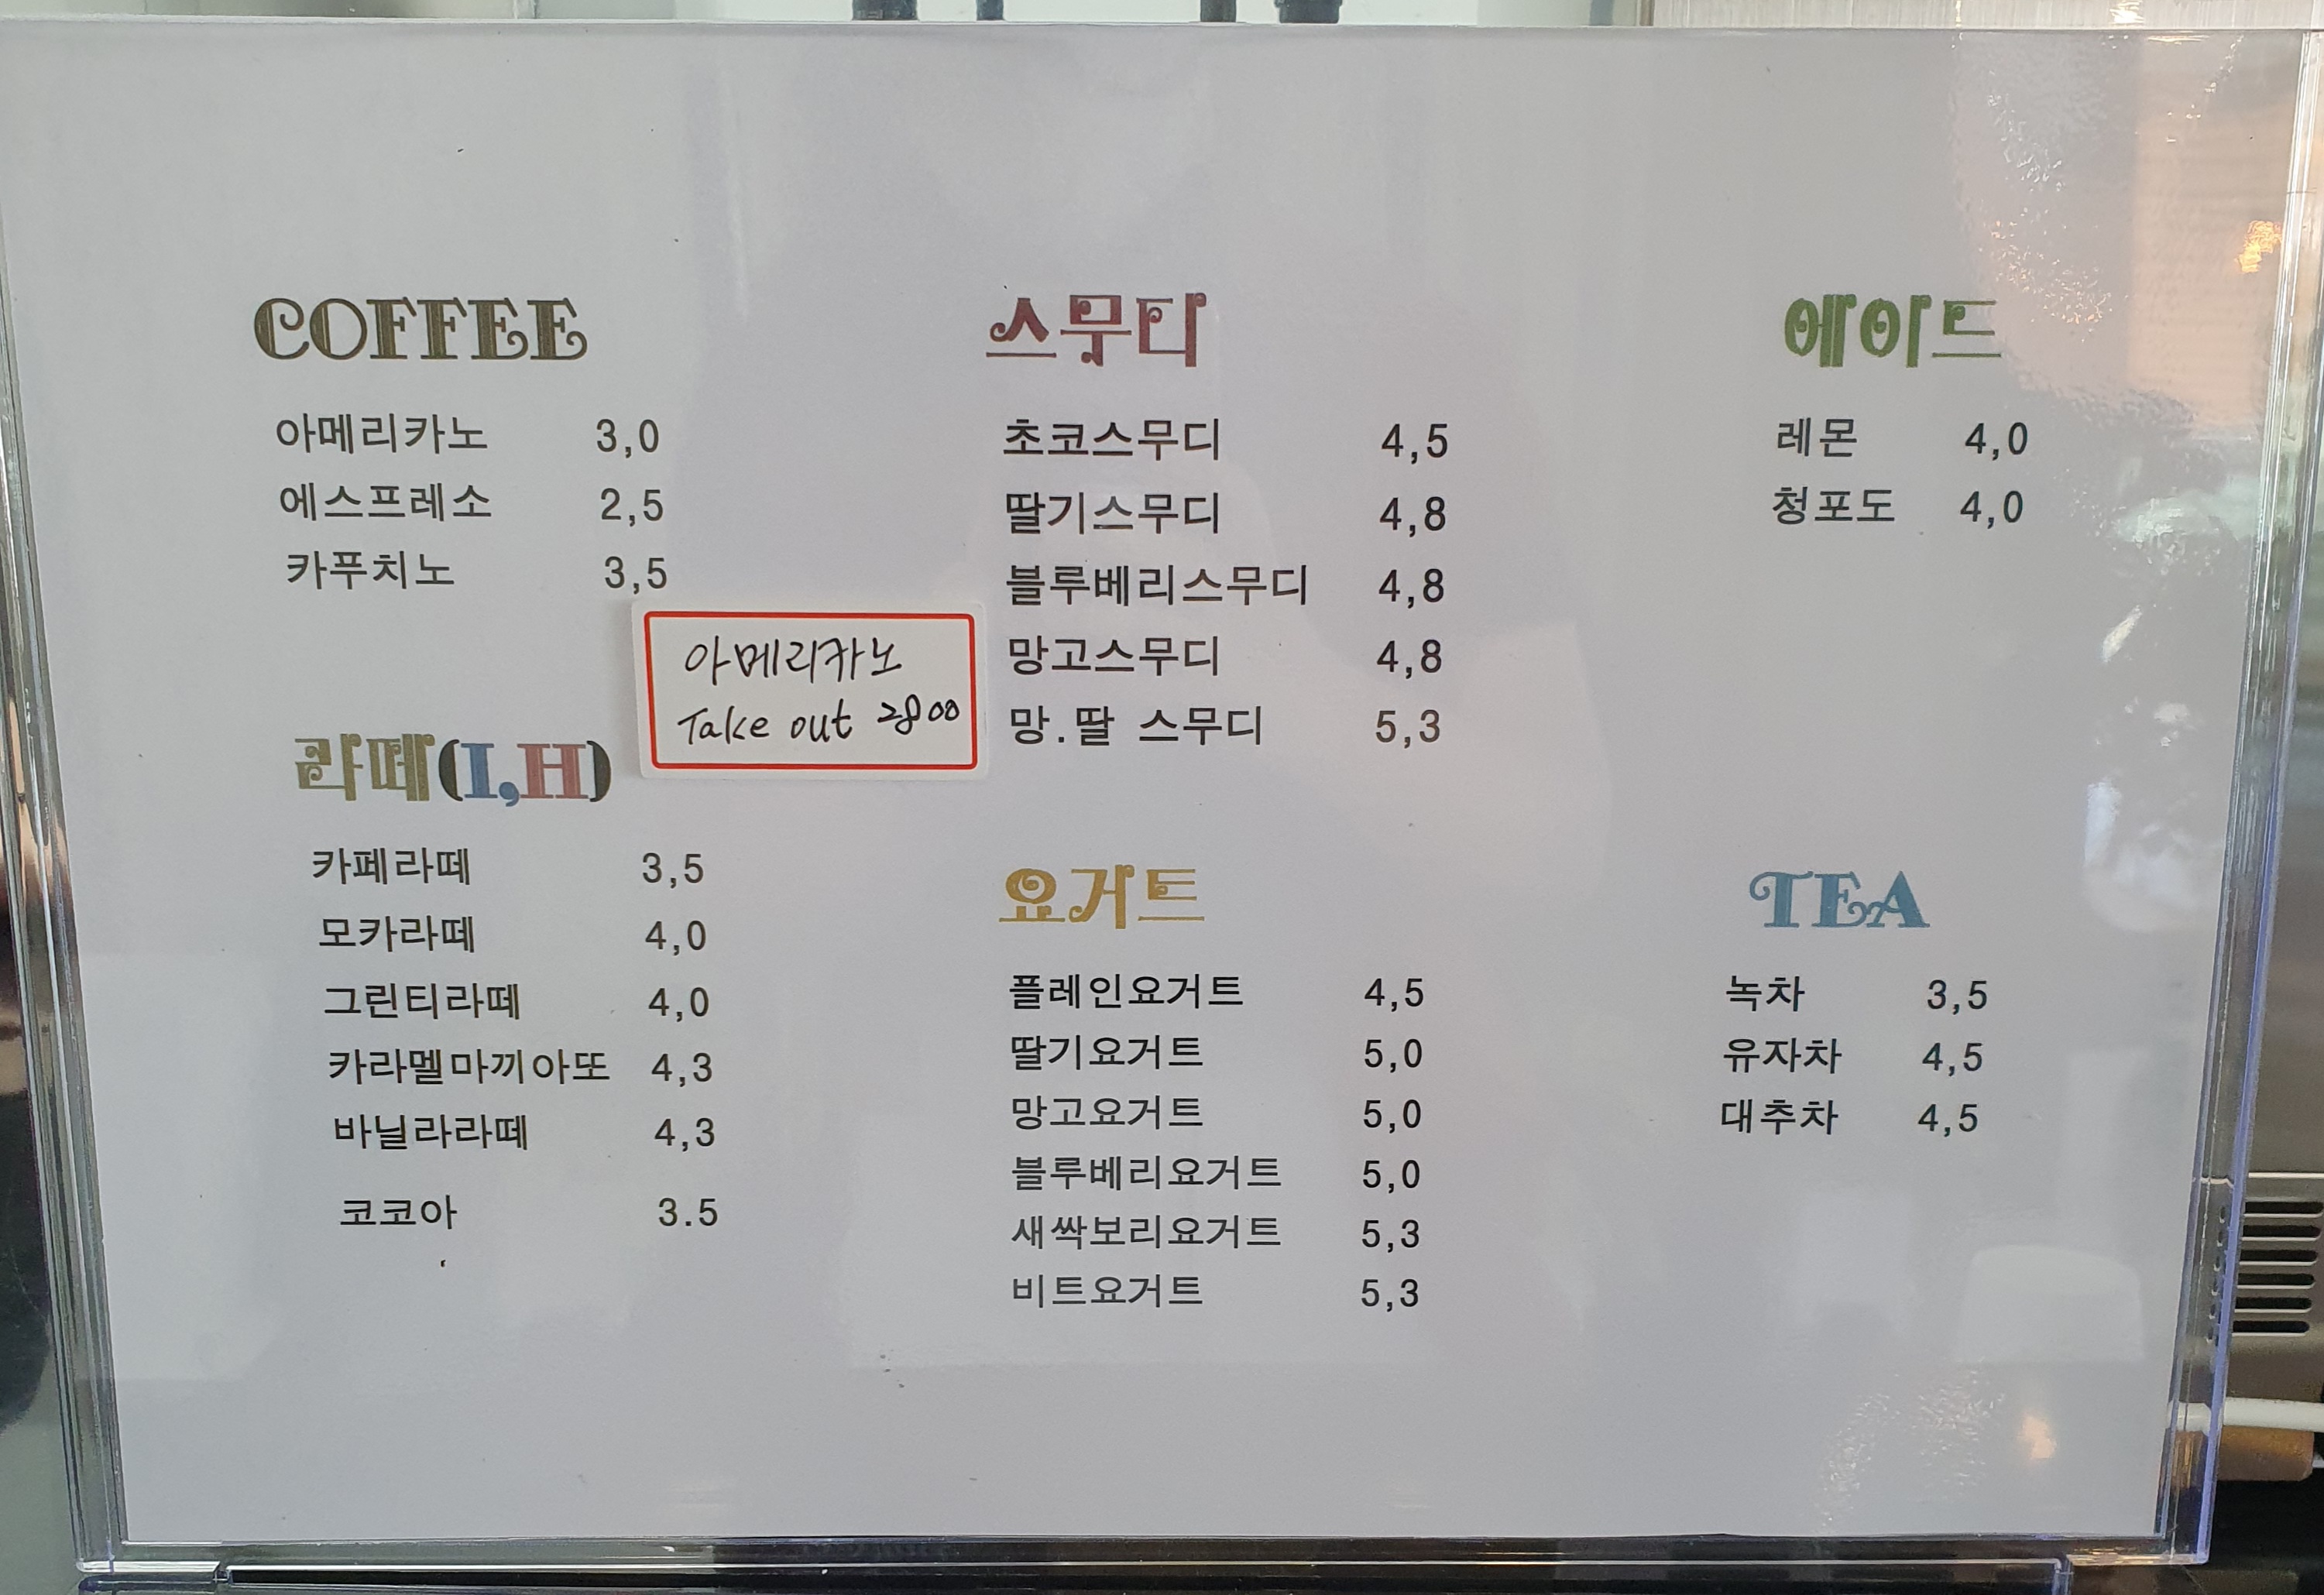 COFFEE
아메리카노 3,0
에스프레소 2,5
카푸치노 3,5
아메리카노
Take out 2800
라떼(I,H)
카페라떼 3,5
모카라떼 4,0
그린티라떼 4,0
카라멜마끼아또 4,3
바닐라라떼 4,3
코코아 3.5
스무디
초코스무디 4,5
딸기스무디 4,8
블루베리스무디 4,8
망고스무디 4,8
망.딸 스무디 5,3
요거트
플레인요거트 4,5
딸기요거트 5,0
망고요거트 5,0
블루베리요거트 5,0
새싹보리요거트 5,3
비트요거트 5,3
에이드
레몬 4,0
청포도 4,0
TEA
녹차 3,5
유자차 4,5
대추차 4,5